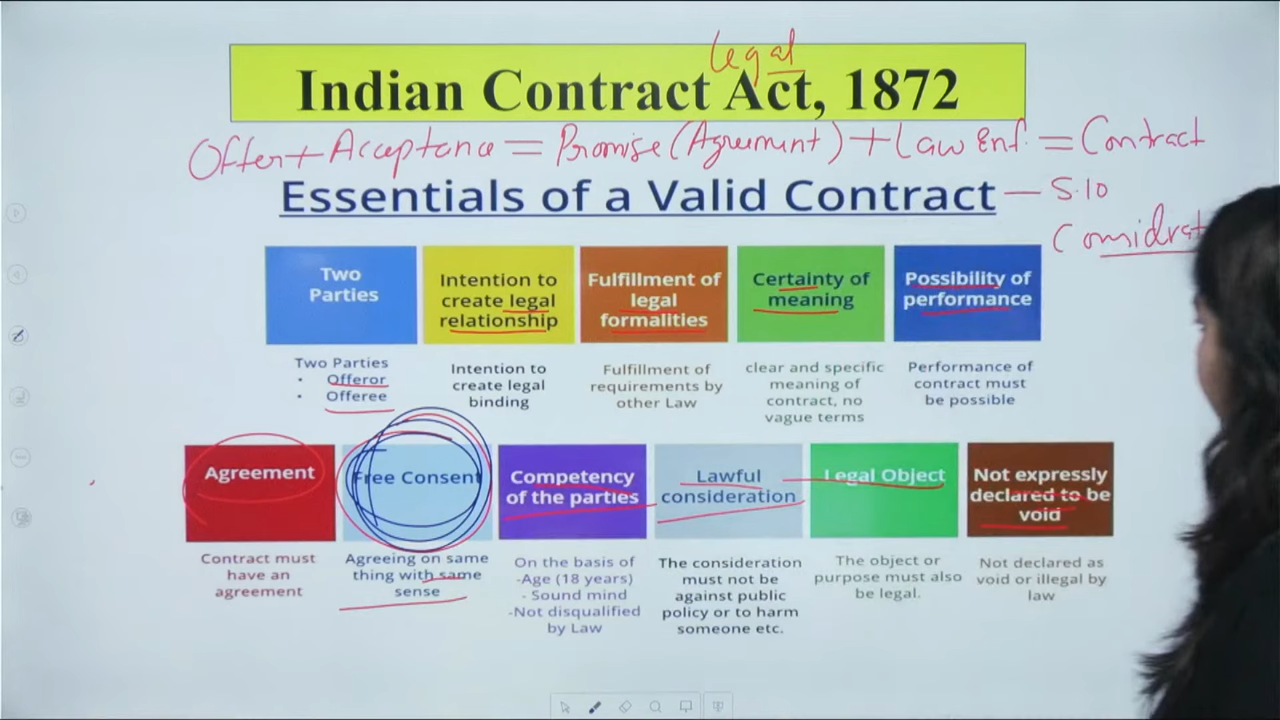 legal
Indian Contract Act, 1872
Offer + Acceptance = Promise (Agreement) + Law Enf. = Contract
Essentials of a Valid Contract — S.10
Two
Parties
Intention to
create legal
relationship
Fulfillment of
legal
formalities
Certainty of
meaning
Possibility of
performance
Two Parties
• Offeror
• Offeree
Intention to
create legal
binding
Fulfillment of
requirements by
other Law
clear and specific
meaning of
contract, no
vague terms
Performance of
contract must
be possible
Agreement
Free Consent
Competency
of the parties
Lawful
consideration
Legal Object
Not expressly
declared to be
void
Contract must
have an
agreement
Agreeing on same
thing with same
sense
On the basis of
-Age (18 years)
- Sound mind
-Not disqualified
by Law
The consideration
must not be
against public
policy or to harm
someone etc.
The object or
purpose must also
be legal.
Not declared as
void or illegal by
law